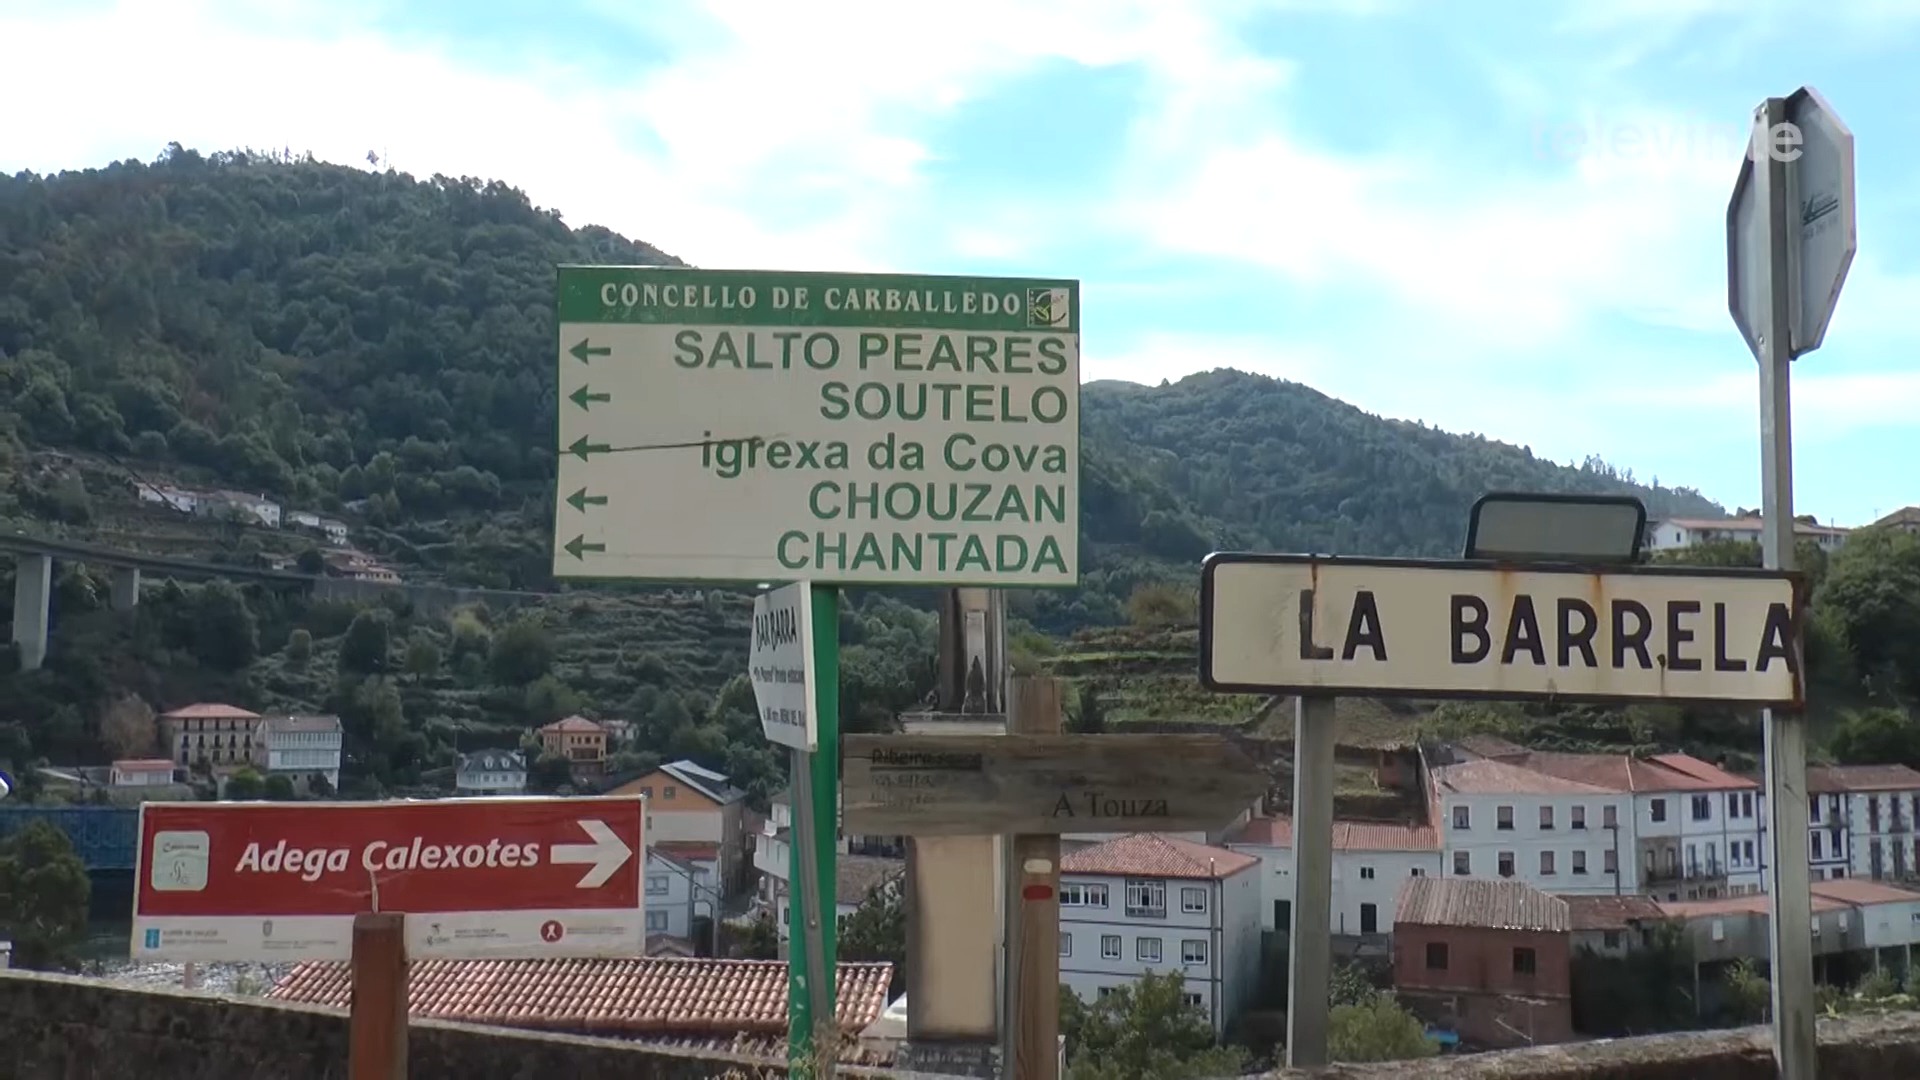 televinte
CONCELLO DE CARBALLEDO
SALTO PEARES
SOUTELO
igrexa da Cova
CHOUZAN
CHANTADA
LA BARRELA
BAR BARRA
Ribeira
A Touza
Adega Calexotes